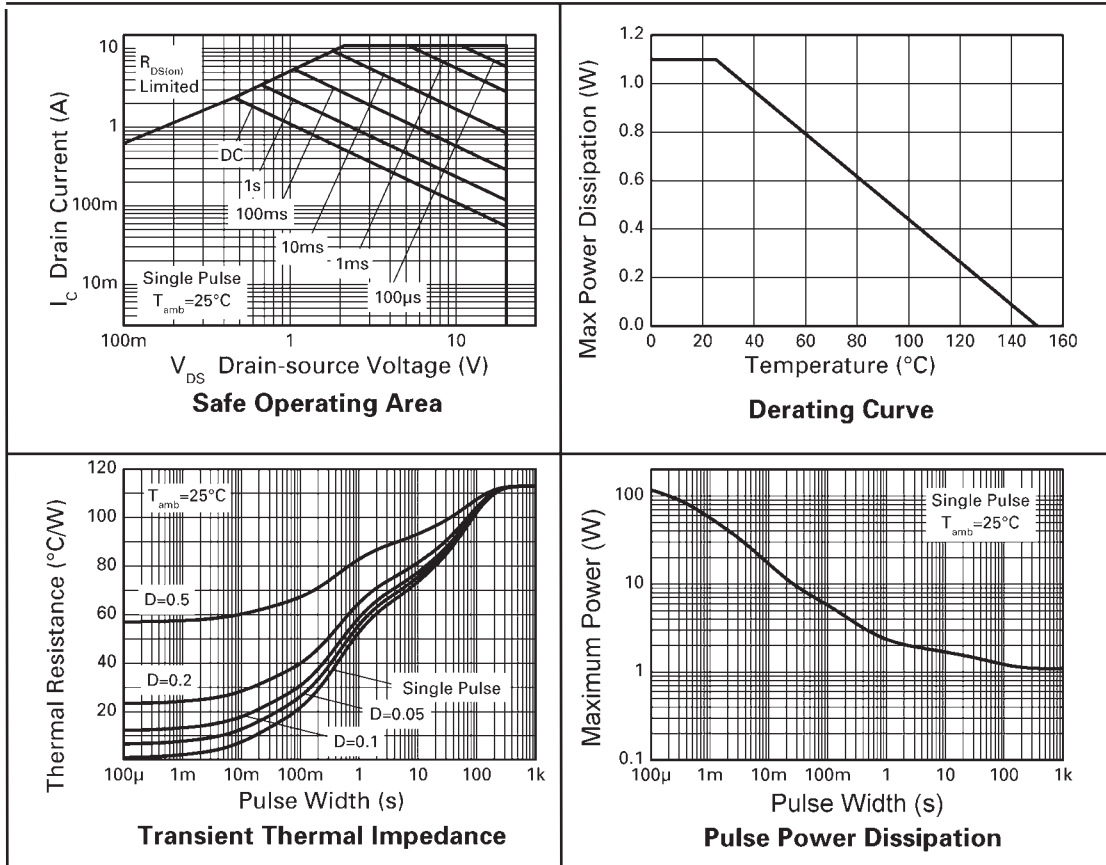 10
1
100m
10m
I_C Drain Current (A)
R_DS(on)
Limited
DC
1s
100ms
10ms
1ms
100µs
Single Pulse
T_amb=25°C
100m
1
10
V_DS Drain-source Voltage (V)
Safe Operating Area
1.2
1.0
0.8
0.6
0.4
0.2
0.0
Max Power Dissipation (W)
0
20
40
60
80
100
120
140
160
Temperature (°C)
Derating Curve
120
100
80
60
40
20
Thermal Resistance (°C/W)
T_amb=25°C
D=0.5
D=0.2
Single Pulse
D=0.05
D=0.1
100µ
1m
10m
100m
1
10
100
1k
Pulse Width (s)
Transient Thermal Impedance
100
10
1
0.1
Maximum Power (W)
Single Pulse
T_amb=25°C
100µ
1m
10m
100m
1
10
100
1k
Pulse Width (s)
Pulse Power Dissipation